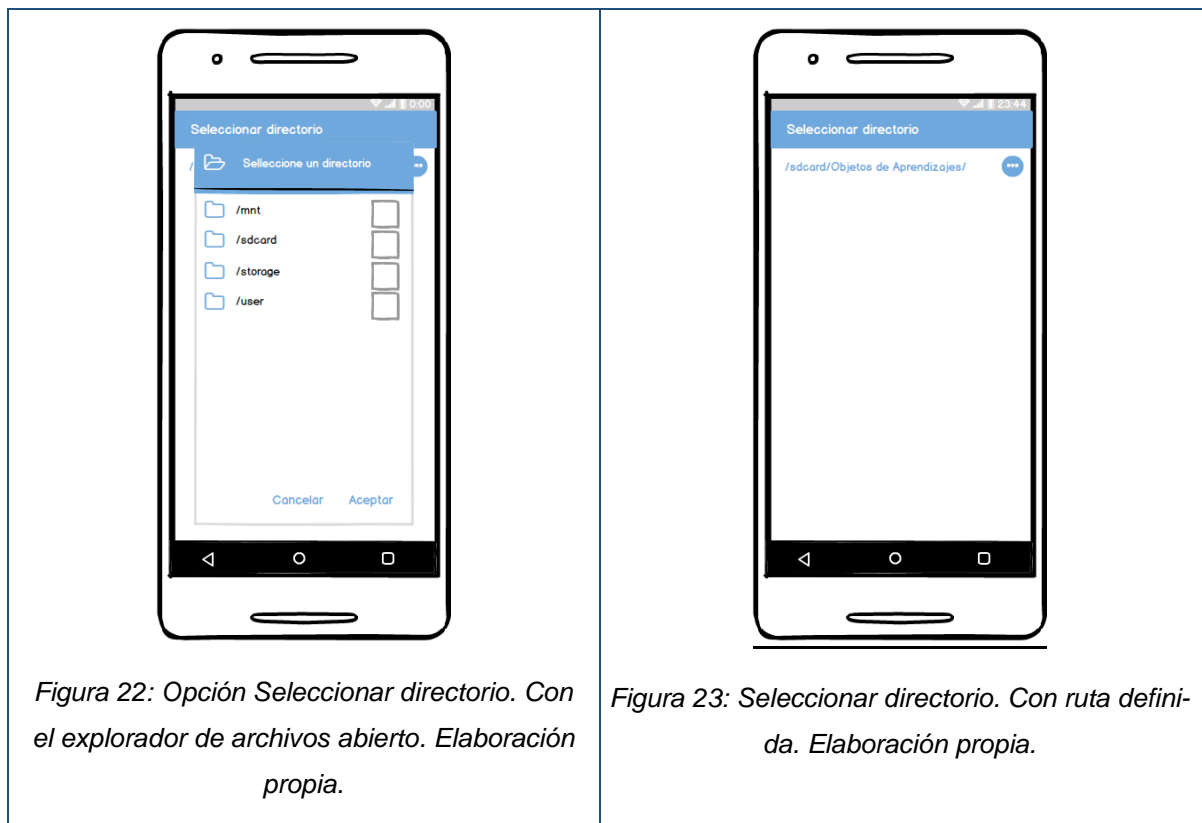 0:00
Seleccionar directorio
/
Selleccione un directorio
/mnt
/sdcard
/storage
/user
Cancelar Aceptar
Figura 22: Opción Seleccionar directorio. Con
el explorador de archivos abierto. Elaboración
propia.
23:44
Seleccionar directorio
/sdcard/Objetos de Aprendizajes/
Figura 23: Seleccionar directorio. Con ruta defini-
da. Elaboración propia.